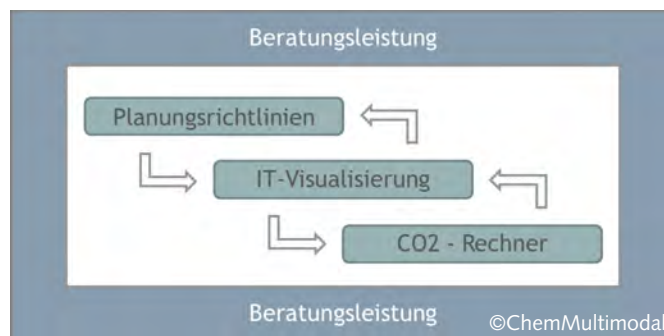 Beratungsleistung
Planungsrichtlinien
IT-Visualisierung
CO2 - Rechner
Beratungsleistung
©ChemMultimodal